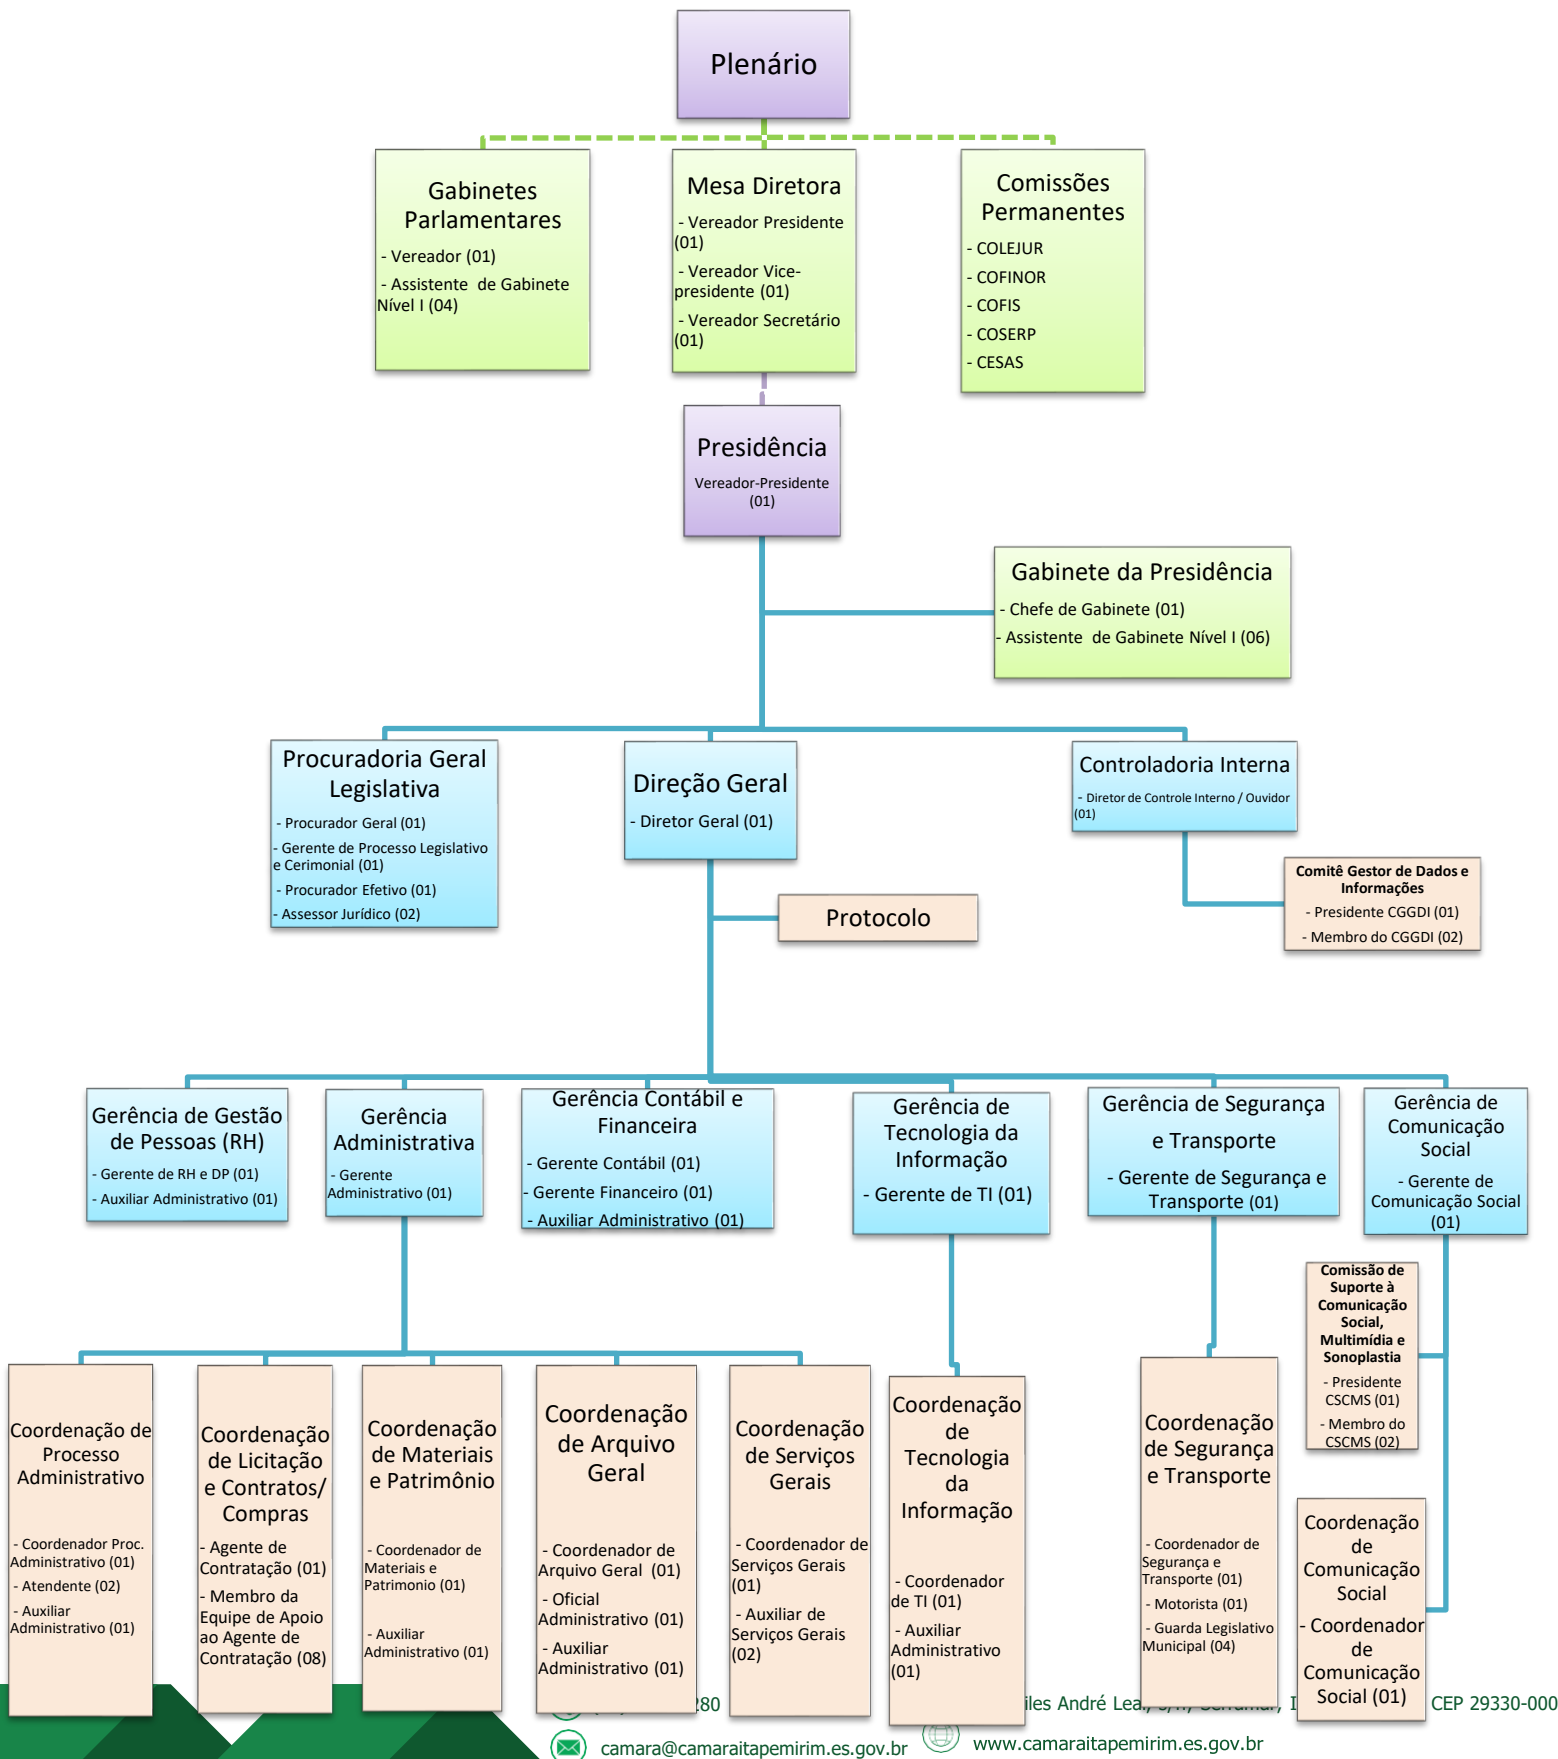 Plenário
Gabinetes
Parlamentares
- Vereador (01)
- Assistente de Gabinete
Nível I (04)
Mesa Diretora
- Vereador Presidente
(01)
- Vereador Vice-
presidente (01)
- Vereador Secretário
(01)
Comissões
Permanentes
- COLEJUR
- COFINOR
- COFIS
- COSERP
- CESAS
Presidência
Vereador-Presidente
(01)
Gabinete da Presidência
- Chefe de Gabinete (01)
- Assistente de Gabinete Nível I (06)
Procuradoria Geral
Legislativa
- Procurador Geral (01)
- Gerente de Processo Legislativo
e Cerimonial (01)
- Procurador Efetivo (01)
- Assessor Jurídico (02)
Direção Geral
- Diretor Geral (01)
Controladoria Interna
- Diretor de Controle Interno / Ouvidor
(01)
Comitê Gestor de Dados e
Informações
- Presidente CGGDI (01)
- Membro do CGGDI (02)
Protocolo
Gerência de Gestão
de Pessoas (RH)
- Gerente de RH e DP (01)
- Auxiliar Administrativo (01)
Gerência
Administrativa
- Gerente
Administrativo (01)
Gerência Contábil e
Financeira
- Gerente Contábil (01)
- Gerente Financeiro (01)
- Auxiliar Administrativo (01)
Gerência de
Tecnologia da
Informação
- Gerente de TI (01)
Gerência de Segurança
e Transporte
- Gerente de Segurança e
Transporte (01)
Gerência de
Comunicação
Social
- Gerente de
Comunicação Social
(01)
Comissão de
Suporte à
Comunicação
Social,
Multimídia e
Sonoplastia
- Presidente
CSCMS (01)
- Membro do
CSCMS (02)
Coordenação de
Processo
Administrativo
- Coordenador Proc.
Administrativo (01)
- Atendente (02)
- Auxiliar
Administrativo (01)
Coordenação
de Licitação
e Contratos/
Compras
- Agente de
Contratação (01)
- Membro da
Equipe de Apoio
ao Agente de
Contratação (08)
Coordenação
de Materiais
e Patrimônio
- Coordenador de
Materiais e
Patrimonio (01)
- Auxiliar
Administrativo (01)
Coordenação
de Arquivo
Geral
- Coordenador de
Arquivo Geral (01)
- Oficial
Administrativo (01)
- Auxiliar
Administrativo (01)
Coordenação
de Serviços
Gerais
- Coordenador de
Serviços Gerais
(01)
- Auxiliar de
Serviços Gerais
(02)
Coordenação
de
Tecnologia
da
Informação
- Coordenador
de TI (01)
- Auxiliar
Administrativo
(01)
Coordenação
de Segurança
e Transporte
- Coordenador de
Segurança e
Transporte (01)
- Motorista (01)
- Guarda Legislativo
Municipal (04)
Coordenação
de
Comunicação
Social
- Coordenador
de
Comunicação
Social (01)
280
iles André Leal, CEP 29330-000
camara@camaraitapemirim.es.gov.br
www.camaraitapemirim.es.gov.br